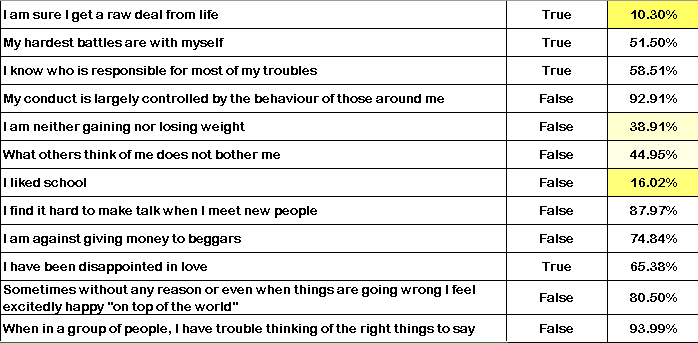 I am sure I get a raw deal from life True 10.30%
My hardest battles are with myself True 51.50%
I know who is responsible for most of my troubles True 58.51%
My conduct is largely controlled by the behaviour of those around me False 92.91%
I am neither gaining nor losing weight False 38.91%
What others think of me does not bother me False 44.95%
I liked school False 16.02%
I find it hard to make talk when I meet new people False 87.97%
I am against giving money to beggars False 74.84%
I have been disappointed in love True 65.38%
Sometimes without any reason or even when things are going wrong I feel
excitedly happy "on top of the world" False 80.50%
When in a group of people, I have trouble thinking of the right things to say False 93.99%